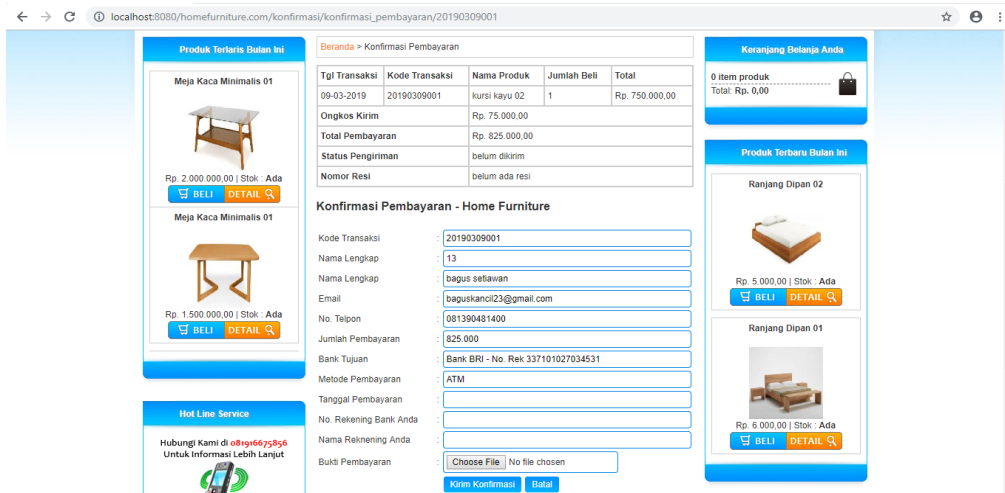 localhost:8080/homefurniture.com/konfirmasi/konfirmasi_pembayaran/20190309001
Produk Terlaris Bulan Ini
Meja Kaca Minimalis 01
Rp. 2.000.000,00 | Stok : Ada
BELI DETAIL
Meja Kaca Minimalis 01
Rp. 1.500.000,00 | Stok : Ada
BELI DETAIL
Hot Line Service
Hubungi Kami di 081916675856
Untuk Informasi Lebih Lanjut
Beranda > Konfirmasi Pembayaran
Tgl Transaksi Kode Transaksi Nama Produk Jumlah Beli Total
09-03-2019 20190309001 kursi kayu 02 1 Rp. 750.000,00
Ongkos Kirim Rp. 75.000,00
Total Pembayaran Rp. 825.000,00
Status Pengiriman belum dikirim
Nomor Resi belum ada resi
Konfirmasi Pembayaran - Home Furniture
Kode Transaksi : 20190309001
Nama Lengkap : 13
Nama Lengkap : bagus setiawan
Email : baguskancil23@gmail.com
No. Telpon : 081390481400
Jumlah Pembayaran : 825.000
Bank Tujuan : Bank BRI - No. Rek 337101027034531
Metode Pembayaran : ATM
Tanggal Pembayaran :
No. Rekening Bank Anda :
Nama Reknening Anda :
Bukti Pembayaran : Choose File No file chosen
Kirim Konfirmasi Batal
Keranjang Belanja Anda
0 item produk
Total: Rp. 0,00
Produk Terbaru Bulan Ini
Ranjang Dipan 02
Rp. 5.000,00 | Stok : Ada
BELI DETAIL
Ranjang Dipan 01
Rp. 6.000,00 | Stok : Ada
BELI DETAIL